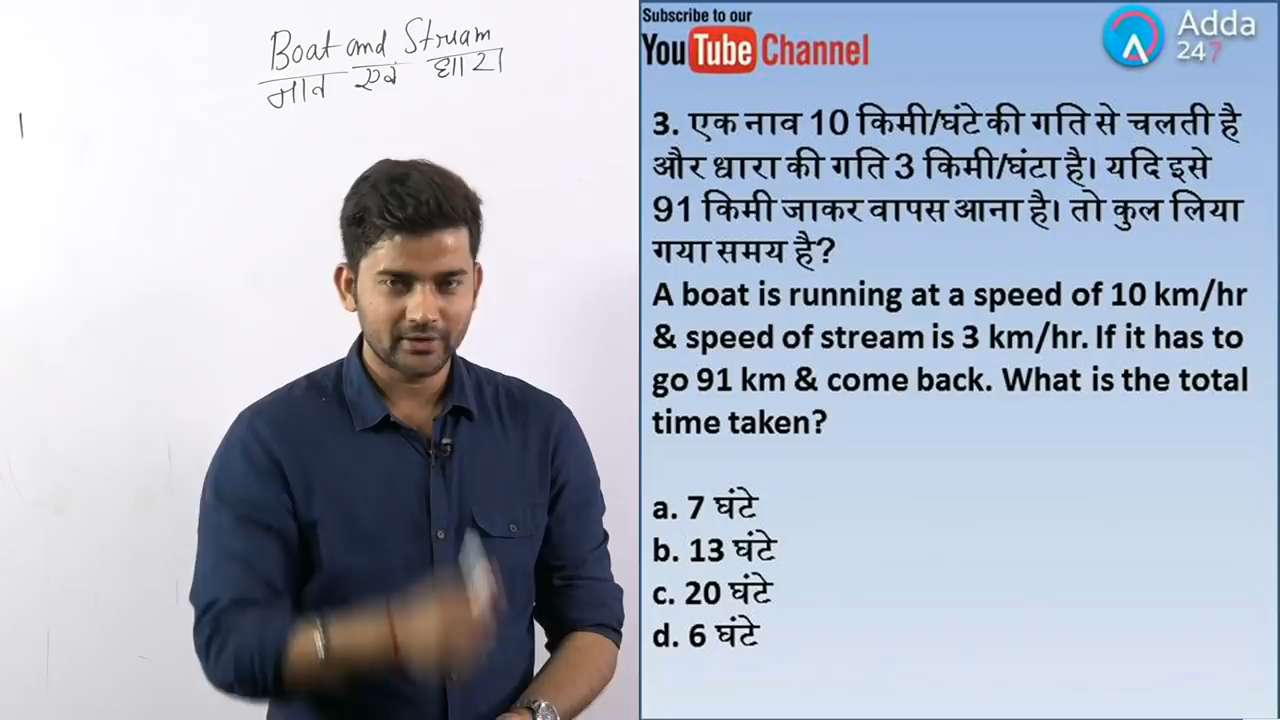 Boat and Stream
नाव एवं धारा
Subscribe to our
You Tube Channel
Adda
247
3. एक नाव 10 किमी/घंटे की गति से चलती है
और धारा की गति 3 किमी/घंटा है। यदि इसे
91 किमी जाकर वापस आना है। तो कुल लिया
गया समय है?
A boat is running at a speed of 10 km/hr
& speed of stream is 3 km/hr. If it has to
go 91 km & come back. What is the total
time taken?
a. 7 घंटे
b. 13 घंटे
c. 20 घंटे
d. 6 घंटे